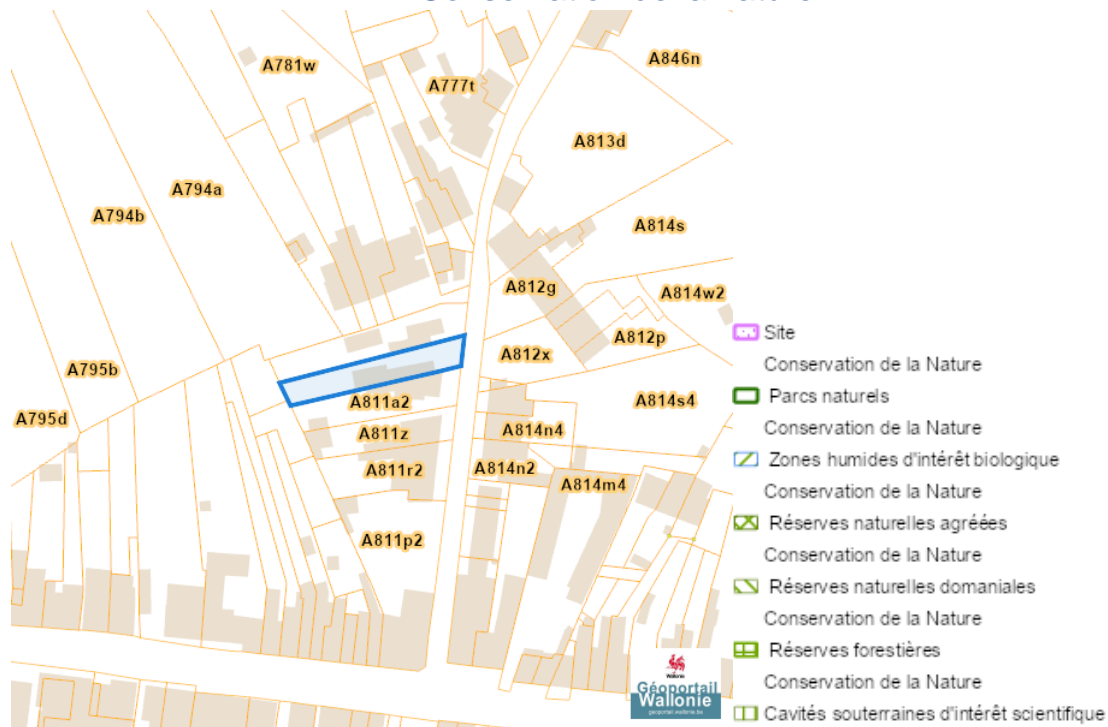 A781w
A777t
A846n
A813d
A794a
A794b
A814s
A812g
A814w2
A812p
A812x
A795b
A795d
A811a2
A814s4
A811z
A814n4
A811r2
A814n2
A814m4
A811p2
Wallonie
Géoportail
Wallonie
geoportail.wallonie.be
Site
Conservation de la Nature
Parcs naturels
Conservation de la Nature
Zones humides d'intérêt biologique
Conservation de la Nature
Réserves naturelles agréées
Conservation de la Nature
Réserves naturelles domaniales
Conservation de la Nature
Réserves forestières
Conservation de la Nature
Cavités souterraines d'intérêt scientifique